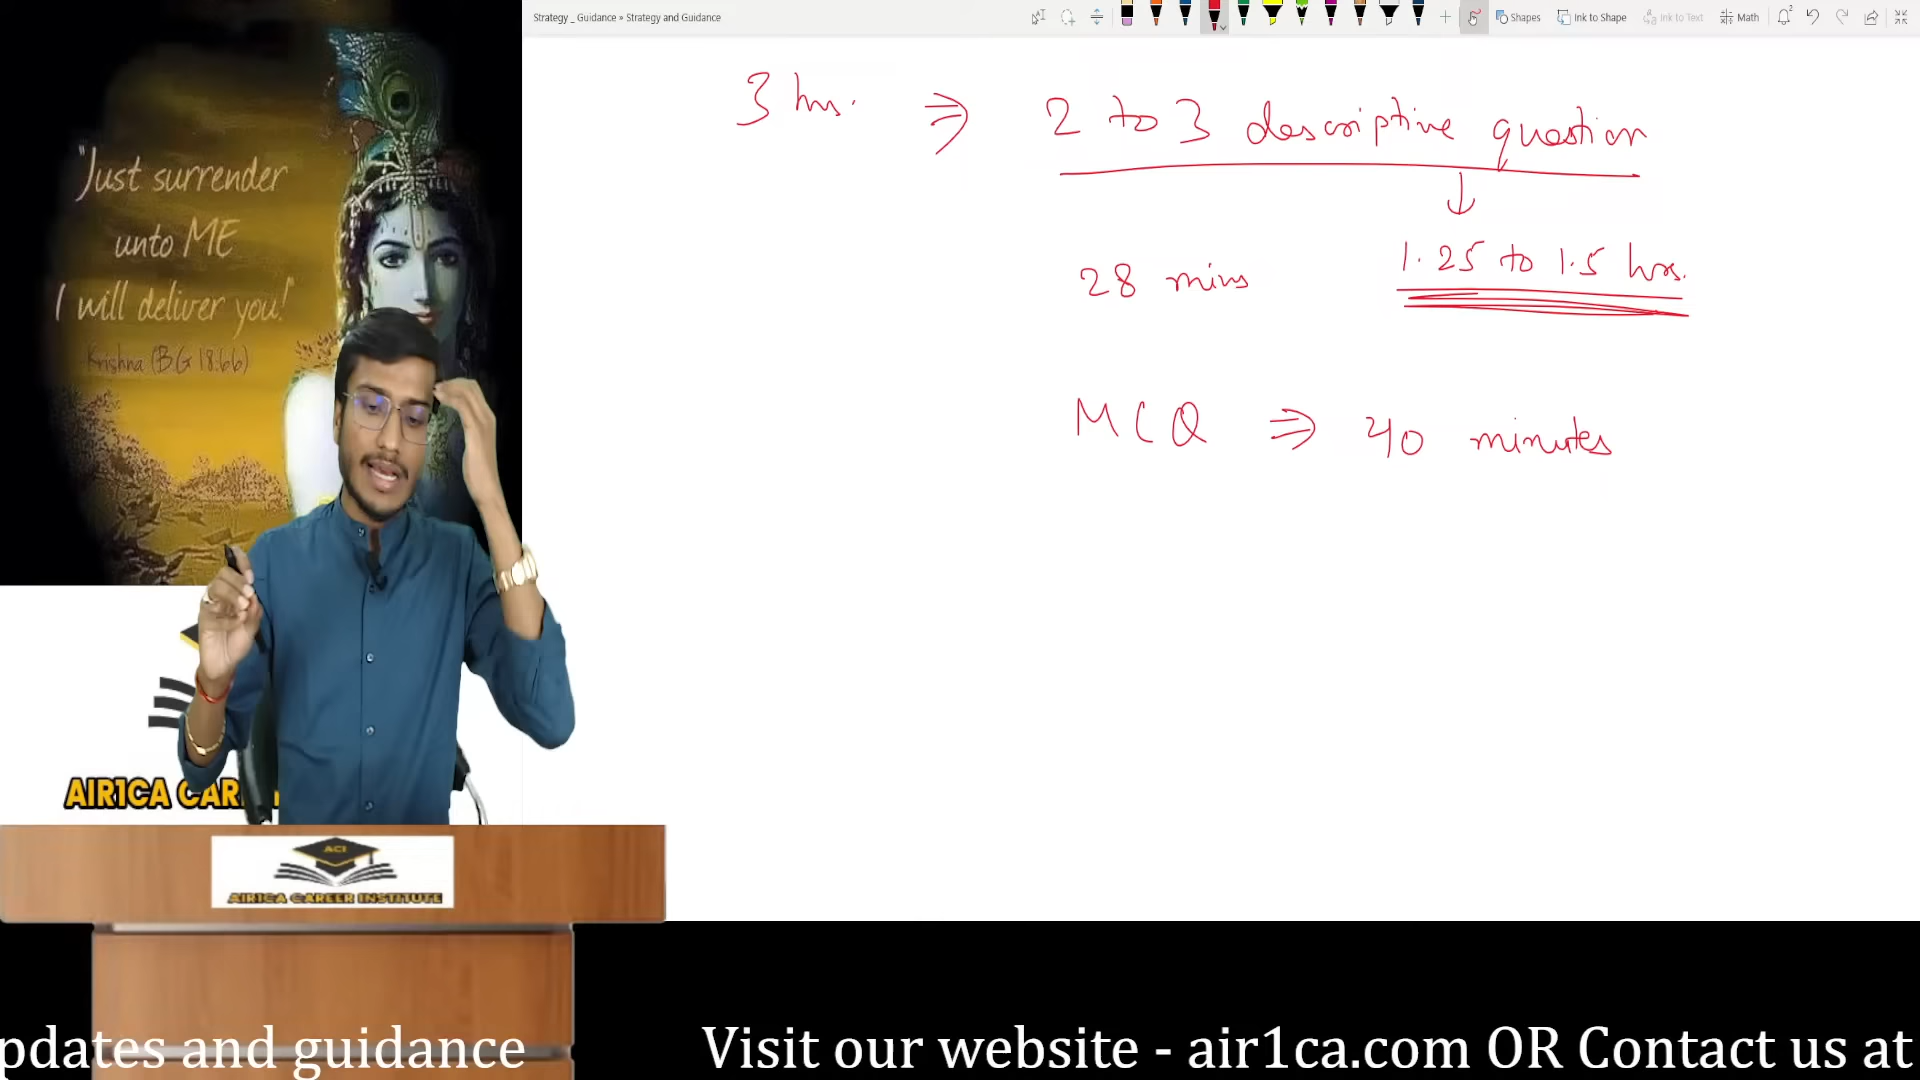 Strategy _ Guidance » Strategy and Guidance
Shapes
Ink to Shape
Ink to Text
Math
3 hrs. ⇒ 2 to 3 descriptive question
↓
28 mins
1.25 to 1.5 hrs.
MCQ ⇒ 40 minutes
"Just surrender
unto ME
I will deliver you!"
Krishna (B.G 18:66)
AIR1CA CAR
ACI
AIR1CA CAREER INSTITUTE
pdates and guidance
Visit our website - air1ca.com OR Contact us at